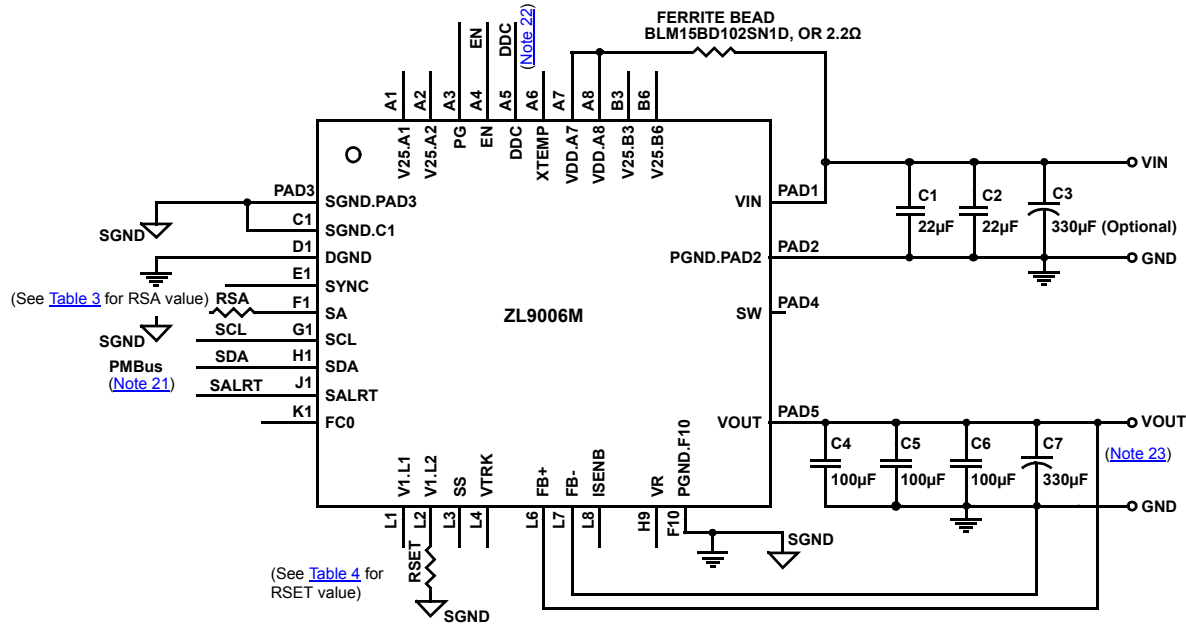 FERRITE BEAD
BLM15BD102SN1D, OR 2.2Ω
EN
DDC
(Note 22)
A1
A2
A3
A4
A5
A6
A7
A8
B3
B6
V25.A1
V25.A2
PG
EN
DDC
XTEMP
VDD.A7
VDD.A8
V25.B3
V25.B6
PAD3
SGND.PAD3
SGND
C1
SGND.C1
D1
DGND
E1
SYNC
(See Table 3 for RSA value)
RSA
F1
SA
SGND
SCL
G1
SCL
PMBus
(Note 21)
SDA
H1
SDA
SALRT
J1
SALRT
K1
FC0
ZL9006M
VIN
PAD1
VIN
C1
22µF
C2
22µF
C3
330µF (Optional)
PGND.PAD2
PAD2
GND
SW
PAD4
VOUT
PAD5
VOUT
(Note 23)
C4
100µF
C5
100µF
C6
100µF
C7
330µF
GND
V1.L1
V1.L2
SS
VTRK
FB+
FB-
ISENB
VR
PGND.F10
L1
L2
L3
L4
L6
L7
L8
H9
F10
SGND
RSET
(See Table 4 for
RSET value)
SGND